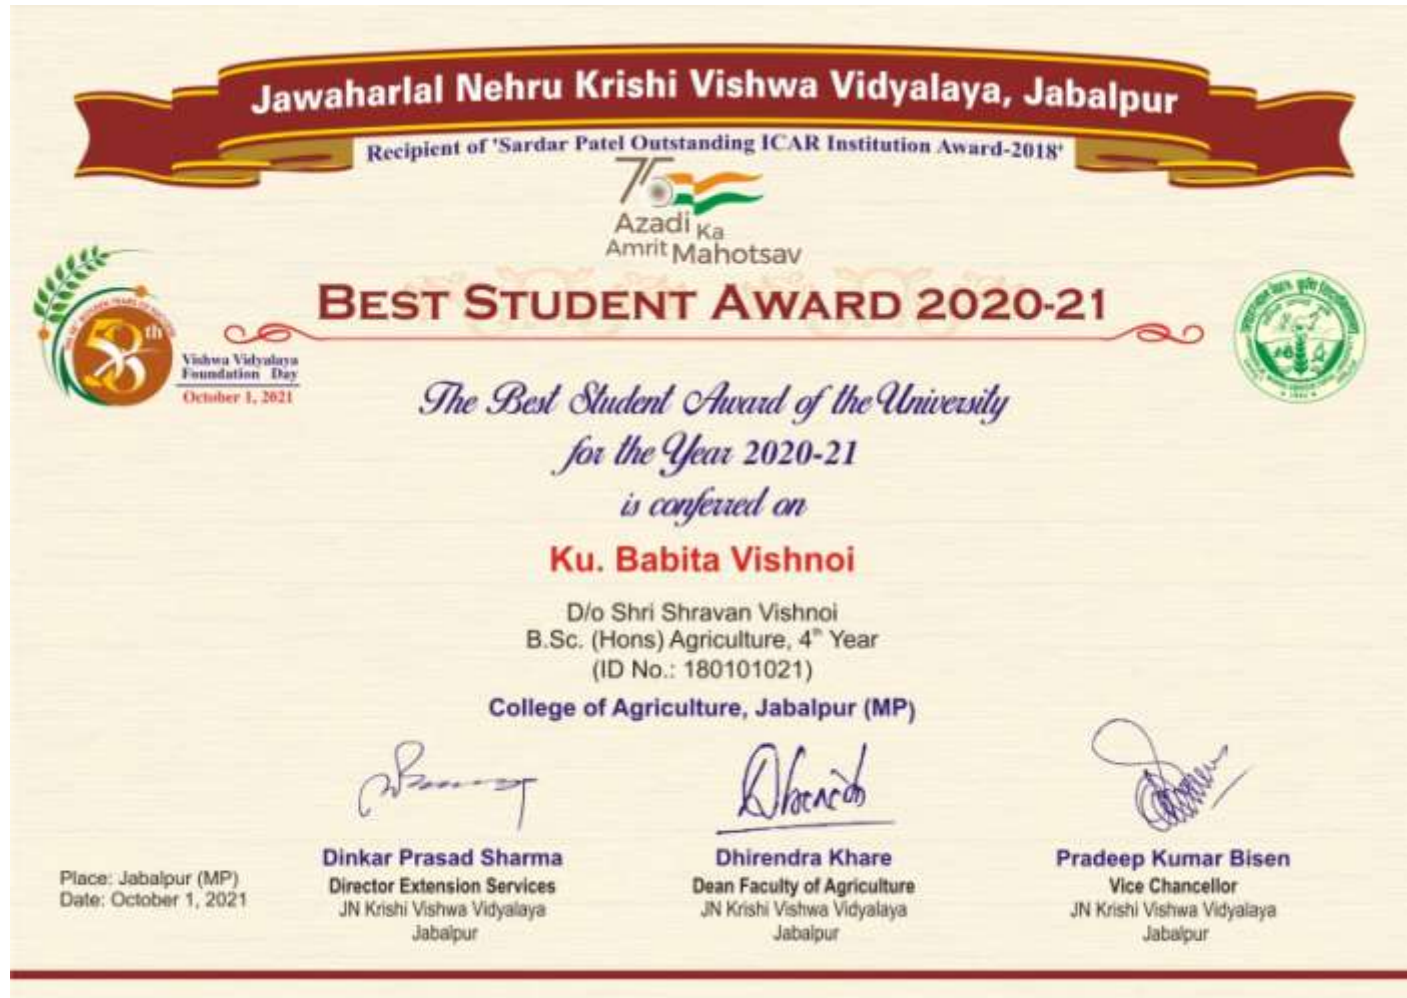 Jawaharlal Nehru Krishi Vishwa Vidyalaya, Jabalpur
Recipient of 'Sardar Patel Outstanding ICAR Institution Award-2018'
75
Azadi Ka
Amrit Mahotsav
BEST STUDENT AWARD 2020-21
58th
Vishwa Vidyalaya
Foundation Day
October 1, 2021
The Best Student Award of the University
for the Year 2020-21
is conferred on
Ku. Babita Vishnoi
D/o Shri Shravan Vishnoi
B.Sc. (Hons) Agriculture, 4th Year
(ID No.: 180101021)
College of Agriculture, Jabalpur (MP)
Dinkar Prasad Sharma
Director Extension Services
JN Krishi Vishwa Vidyalaya
Jabalpur
Dhirendra Khare
Dean Faculty of Agriculture
JN Krishi Vishwa Vidyalaya
Jabalpur
Pradeep Kumar Bisen
Vice Chancellor
JN Krishi Vishwa Vidyalaya
Jabalpur
Place: Jabalpur (MP)
Date: October 1, 2021